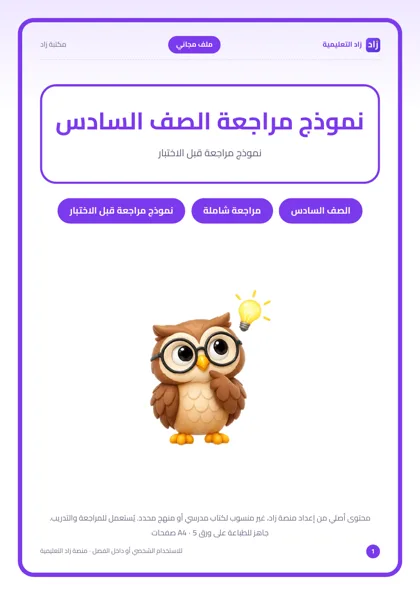 زاد زاد التعليمية
ملف مجاني
مكتبة زاد
نموذج مراجعة الصف السادس
نموذج مراجعة قبل الاختبار
الصف السادس
مراجعة شاملة
نموذج مراجعة قبل الاختبار
محتوى أصلي من إعداد منصة زاد، غير منسوب لكتاب مدرسي أو منهج محدد. يُستعمل للمراجعة والتدريب.
جاهز للطباعة على ورق A4 · 5 صفحات
1
للاستخدام الشخصي أو داخل الفصل · منصة زاد التعليمية